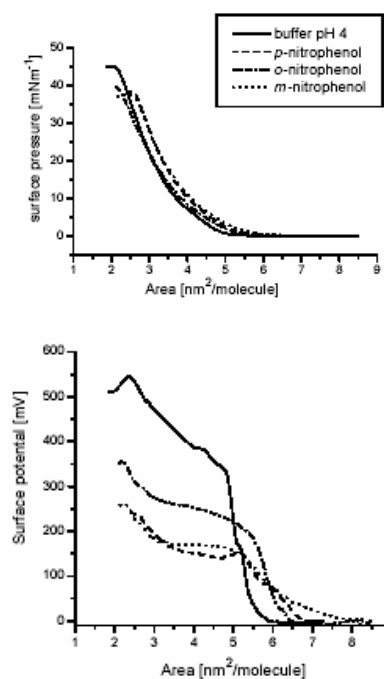 buffer pH 4
p-nitrophenol
o-nitrophenol
m-nitrophenol
surface pressure [mNm⁻¹]
50
40
30
20
10
0
1 2 3 4 5 6 7 8 9
Area [nm²/molecule]
Surface potential [mV]
600
500
400
300
200
100
0
1 2 3 4 5 6 7 8 9
Area [nm²/molecule]